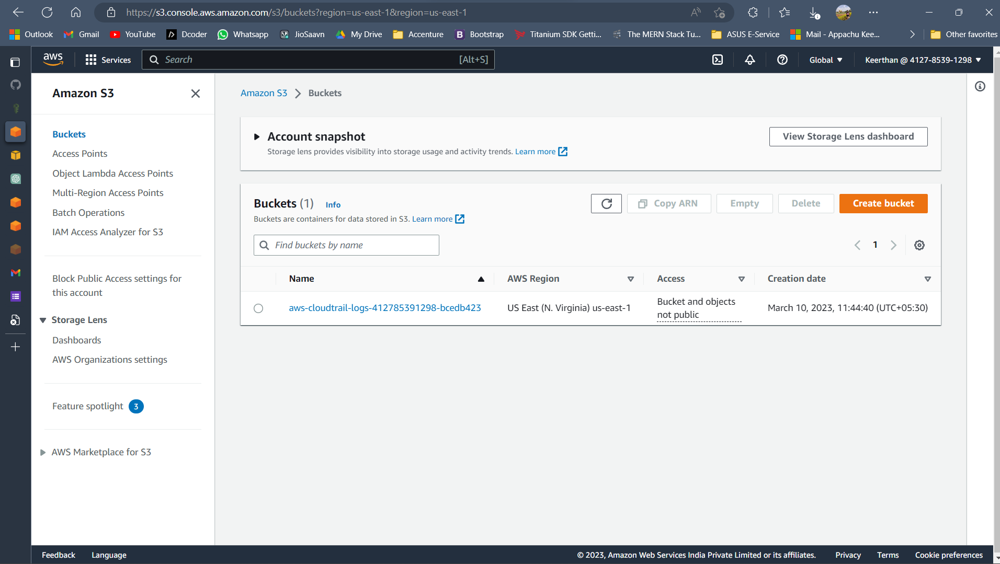 https://s3.console.aws.amazon.com/s3/buckets?region=us-east-1&region=us-east-1
Outlook Gmail YouTube Dcoder Whatsapp JioSaavn My Drive Accenture Bootstrap Titanium SDK Getti... The MERN Stack Tu... ASUS E-Service Mail - Appachu Kee... Other favorites
aws Services Search [Alt+S] Global Keerthan @ 4127-8539-1298
Amazon S3
Buckets
Access Points
Object Lambda Access Points
Multi-Region Access Points
Batch Operations
IAM Access Analyzer for S3
Block Public Access settings for
this account
Storage Lens
Dashboards
AWS Organizations settings
Feature spotlight 3
AWS Marketplace for S3
Amazon S3 Buckets
Account snapshot
View Storage Lens dashboard
Storage lens provides visibility into storage usage and activity trends. Learn more
Buckets (1) Info
Copy ARN Empty Delete Create bucket
Buckets are containers for data stored in S3. Learn more
Find buckets by name
1
Name AWS Region Access Creation date
aws-cloudtrail-logs-412785391298-bcedb423 US East (N. Virginia) us-east-1 Bucket and objects
not public March 10, 2023, 11:44:40 (UTC+05:30)
Feedback Language © 2023, Amazon Web Services India Private Limited or its affiliates. Privacy Terms Cookie preferences